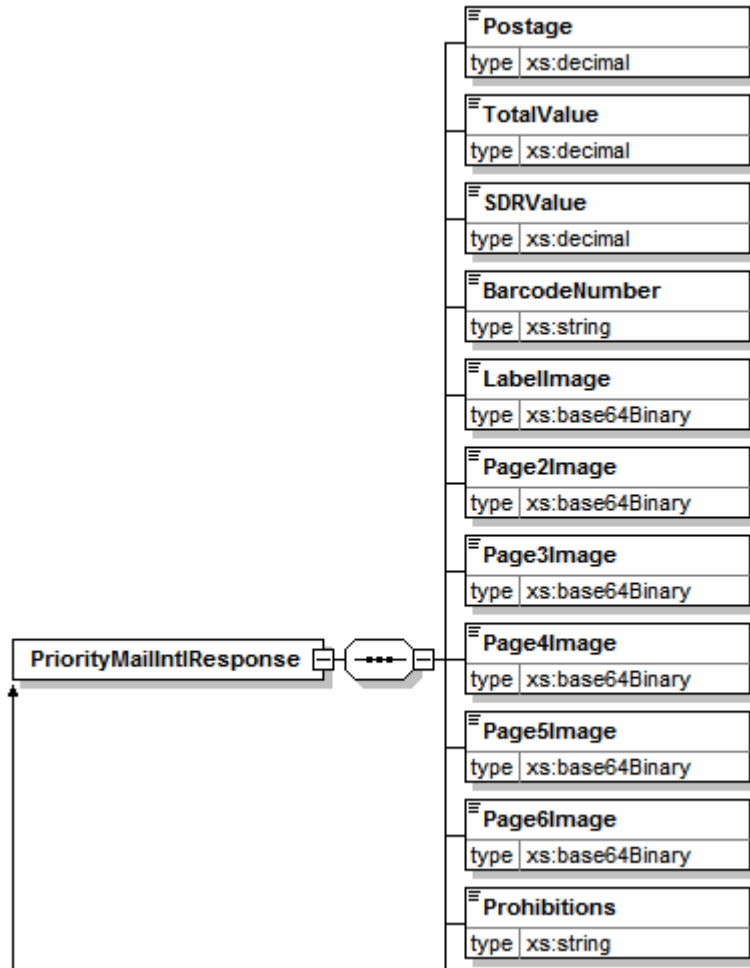 Postage
type xs:decimal
TotalValue
type xs:decimal
SDRValue
type xs:decimal
BarcodeNumber
type xs:string
LabelImage
type xs:base64Binary
Page2Image
type xs:base64Binary
Page3Image
type xs:base64Binary
PriorityMailIntlResponse
Page4Image
type xs:base64Binary
Page5Image
type xs:base64Binary
Page6Image
type xs:base64Binary
Prohibitions
type xs:string